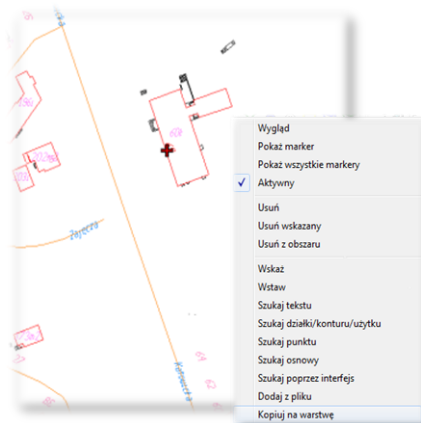 Zajęcza
Wygląd
Pokaż marker
Pokaż wszystkie markery
Aktywny
Usuń
Usuń wskazany
Usuń z obszaru
Wskaż
Wstaw
Szukaj tekstu
Szukaj działki/konturu/użytku
Szukaj punktu
Szukaj osnowy
Szukaj poprzez interfejs
Dodaj z pliku
Kopiuj na warstwę